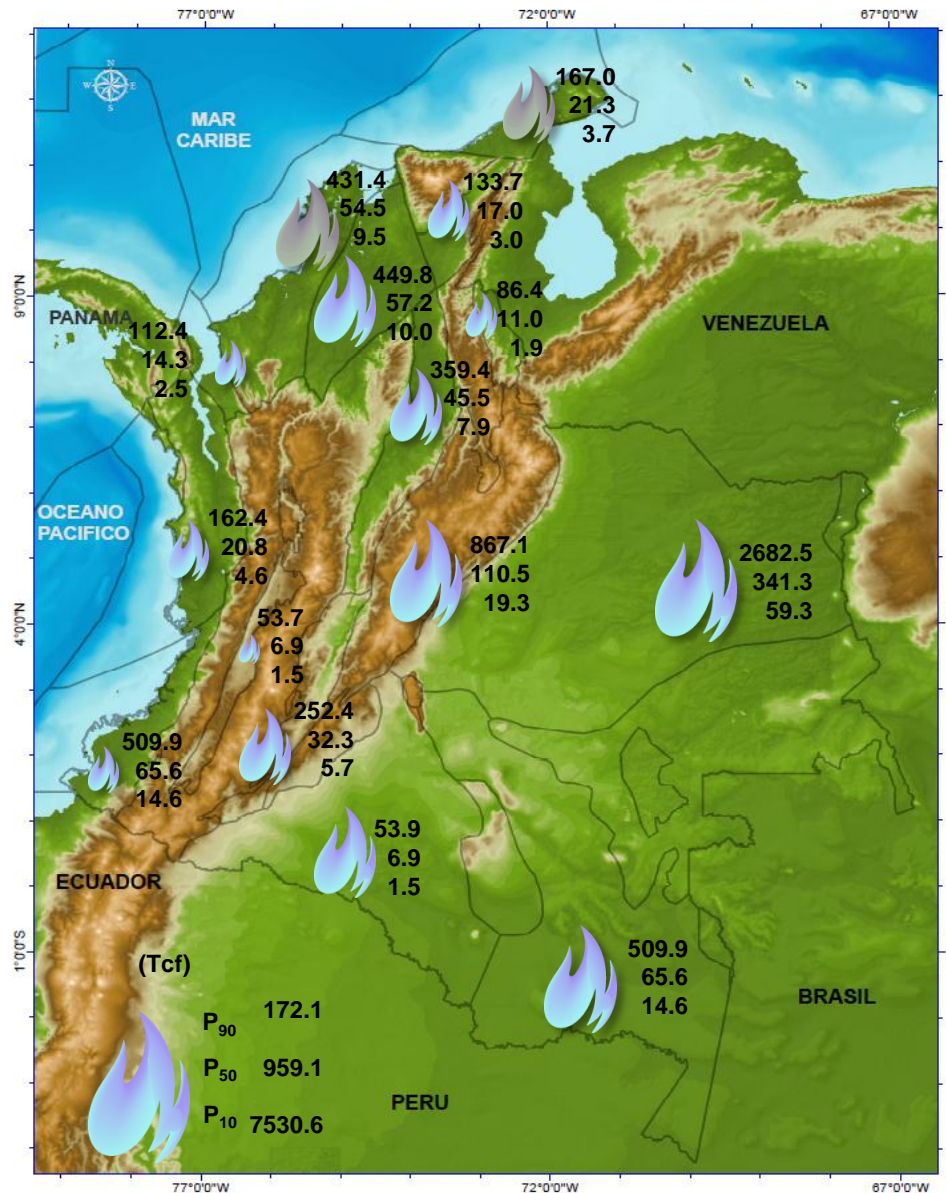 77°0'0"W 72°0'0"W 67°0'0"W
N
W E
S
MAR
CARIBE
167.0
21.3
3.7
431.4
54.5
9.5
133.7
17.0
3.0
449.8
57.2
10.0
86.4
11.0
1.9
9°0'0"N
PANAMA
VENEZUELA
112.4
14.3
2.5
359.4
45.5
7.9
OCEANO
PACIFICO
162.4
20.8
4.6
867.1
110.5
19.3
2682.5
341.3
59.3
4°0'0"N
53.7
6.9
1.5
252.4
32.3
5.7
509.9
65.6
14.6
53.9
6.9
1.5
ECUADOR
1°0'0"S
(Tcf)
509.9
65.6
14.6
BRASIL
P90 172.1
P50 959.1
P10 7530.6
PERU
77°0'0"W 72°0'0"W 67°0'0"W